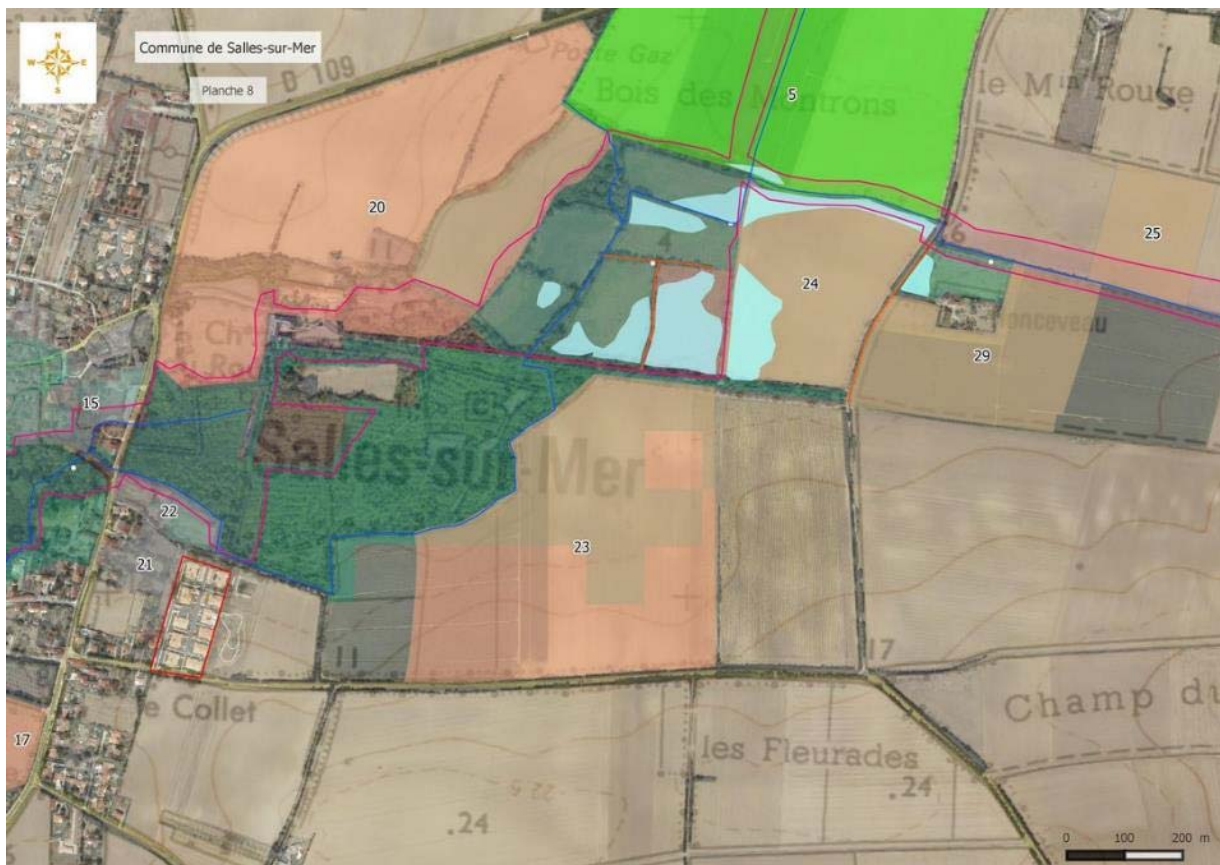 N
W E
S
Commune de Salles-sur-Mer
Planche 8
D 109
Poste Gaz
Bois des Montrons
le Min Rouge
5
20
4
25
24
29
15
Salles-sur-Mer
22
21
23
11
17
17
le Collet
Champ du
les Fleurades
22.5
.24
.24
0 100 200 m